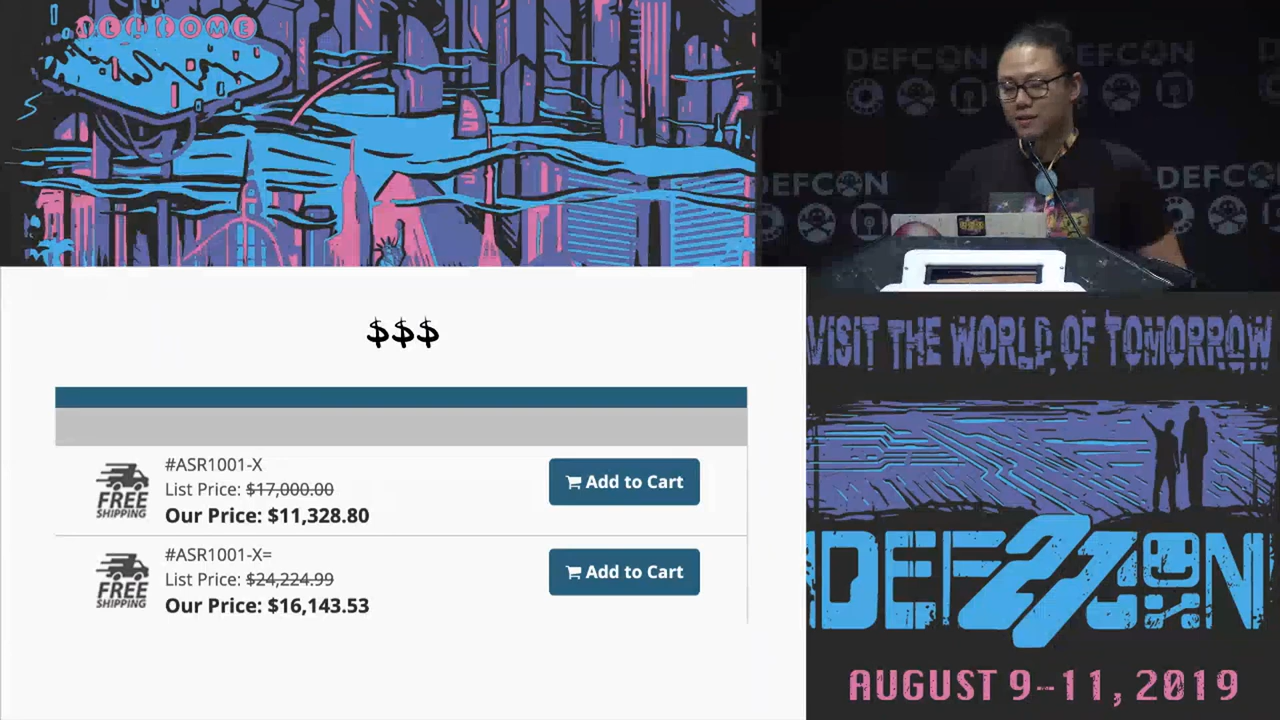 WELCOME
DEFCON
DEFCON
DEFCON
DEFCON
$$$
#ASR1001-X
List Price: $17,000.00
Our Price: $11,328.80
FREE
SHIPPING
Add to Cart
#ASR1001-X=
List Price: $24,224.99
Our Price: $16,143.53
FREE
SHIPPING
Add to Cart
VISIT THE WORLD OF TOMORROW
DEF CON
27
AUGUST 9-11, 2019